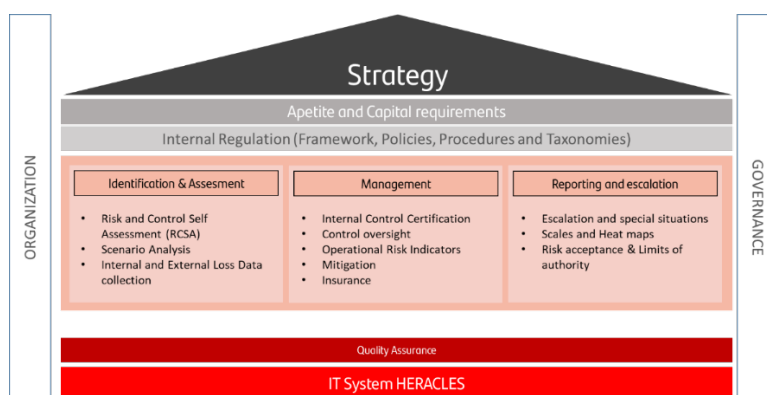 Strategy
Apetite and Capital requirements
Internal Regulation (Framework, Policies, Procedures and Taxonomies)
ORGANIZATION
Identification & Assesment
• Risk and Control Self
Assessment (RCSA)
• Scenario Analysis
• Internal and External Loss Data
collection
Management
• Internal Control Certification
• Control oversight
• Operational Risk Indicators
• Mitigation
• Insurance
Reporting and escalation
• Escalation and special situations
• Scales and Heat maps
• Risk acceptance & Limits of
authority
GOVERNANCE
Quality Assurance
IT System HERACLES